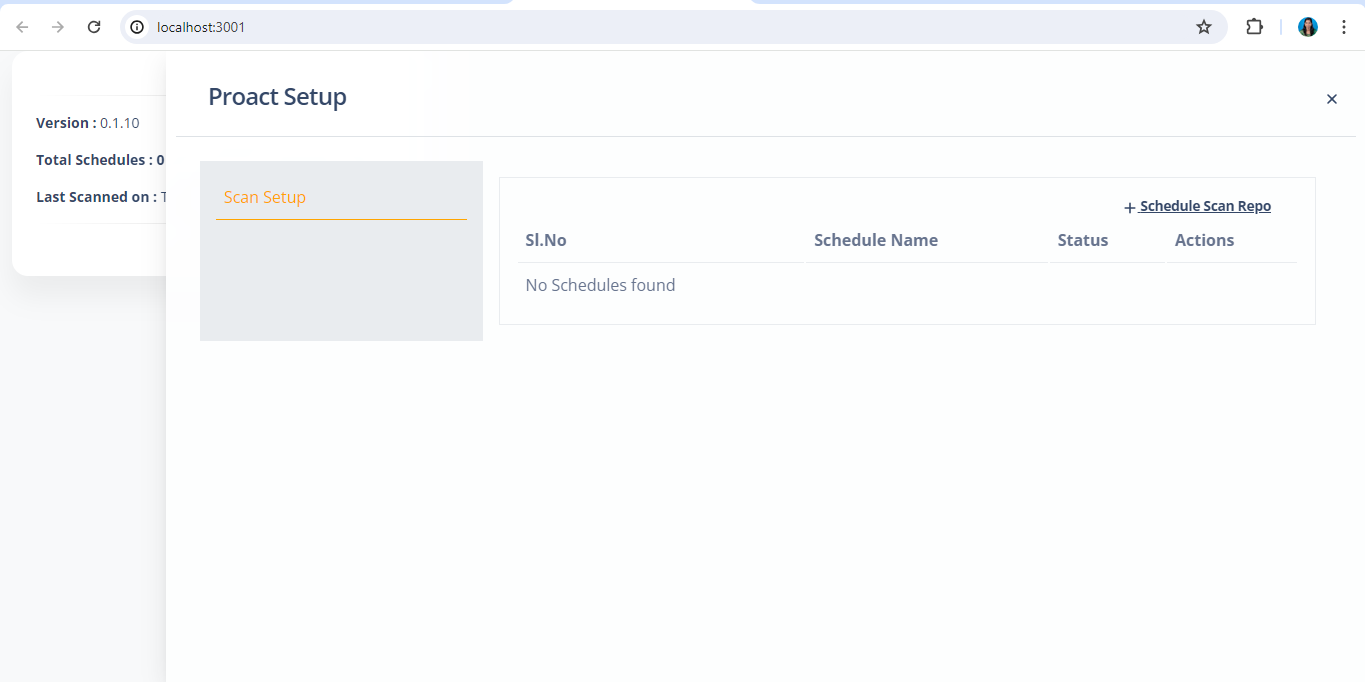 localhost:3001
Proact Setup
Version : 0.1.10
Total Schedules : 0
Last Scanned on :
Scan Setup
+ Schedule Scan Repo
Sl.No Schedule Name Status Actions
No Schedules found